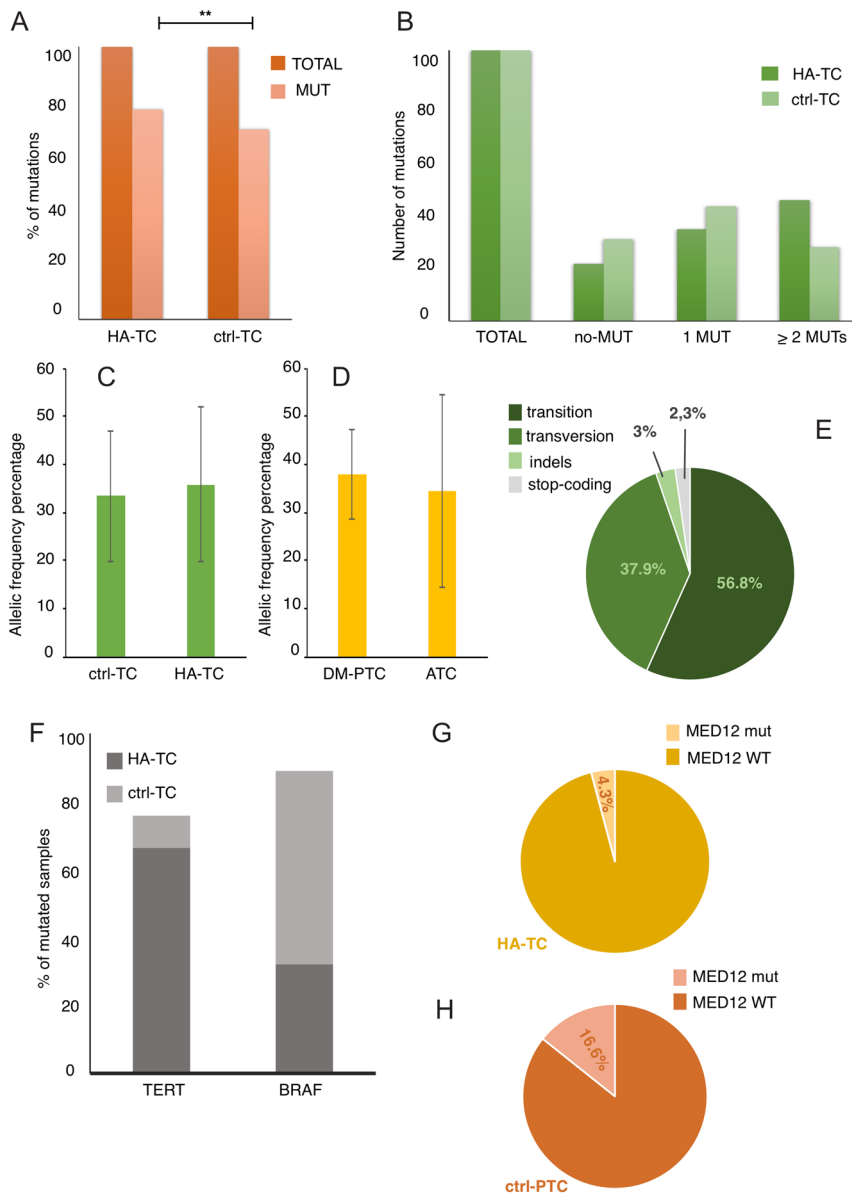 A
**
100
80
60
40
20
0
% of mutations
TOTAL
MUT
HA-TC
ctrl-TC
B
100
80
60
40
20
0
Number of mutations
HA-TC
ctrl-TC
TOTAL
no-MUT
1 MUT
≥ 2 MUTs
C
60
50
40
30
20
10
0
Allelic frequency percentage
ctrl-TC
HA-TC
D
60
50
40
30
20
10
0
Allelic frequency percentage
DM-PTC
ATC
E
transition
transversion
indels
stop-coding
3%
2,3%
37.9%
56.8%
F
100
80
60
40
20
0
% of mutated samples
HA-TC
ctrl-TC
TERT
BRAF
G
MED12 mut
MED12 WT
4.3%
HA-TC
H
MED12 mut
MED12 WT
16.6%
ctrl-PTC